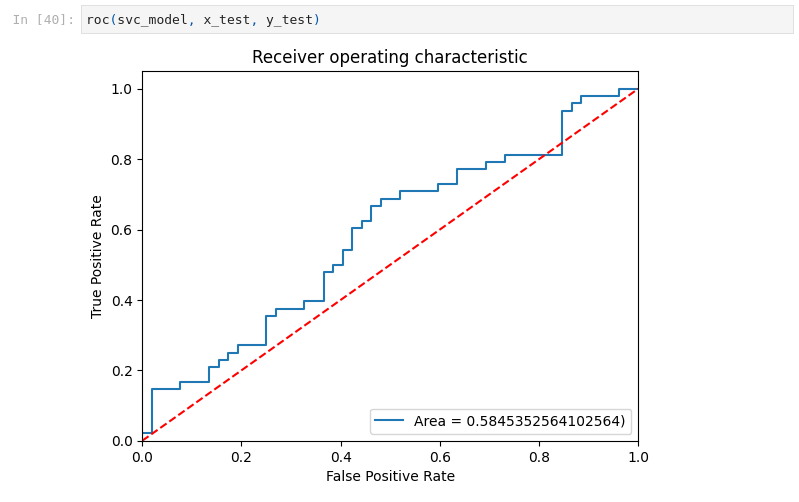 In [40]: roc(svc_model, x_test, y_test)
Receiver operating characteristic
1.0
0.8
0.6
0.4
0.2
0.0
True Positive Rate
Area = 0.5845352564102564)
0.0 0.2 0.4 0.6 0.8 1.0
False Positive Rate